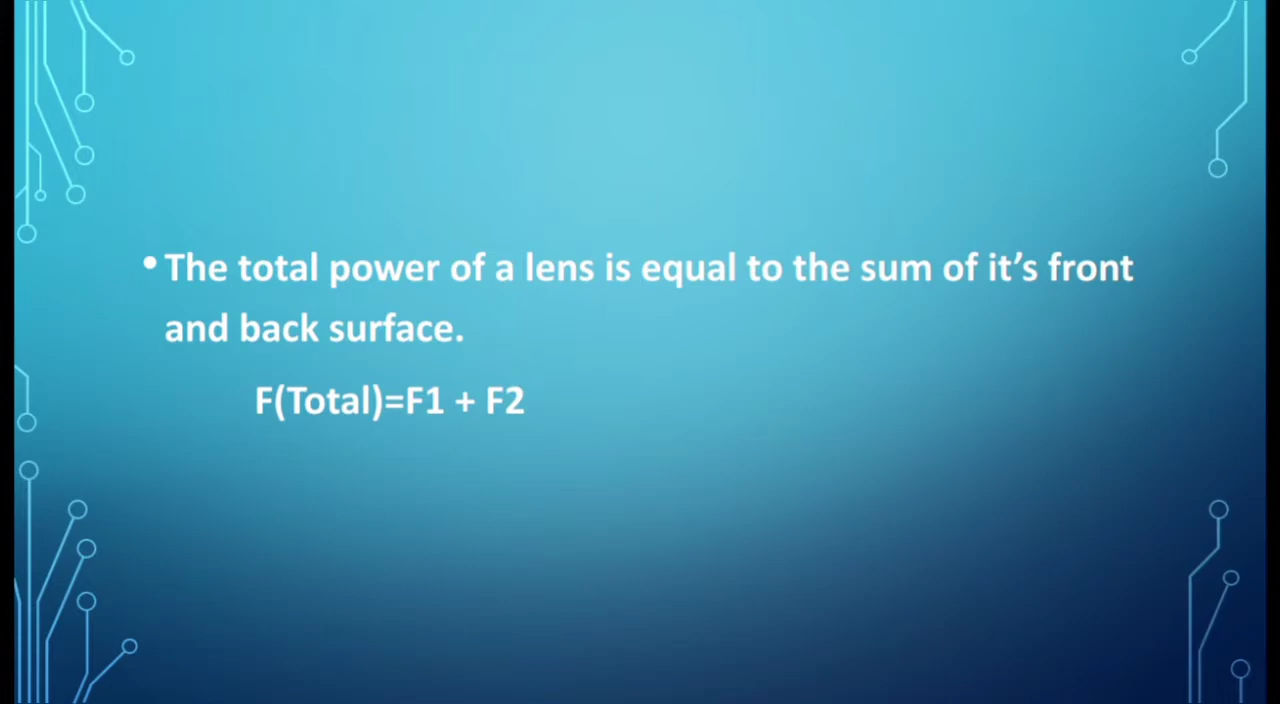 • The total power of a lens is equal to the sum of it’s front
and back surface.
F(Total)=F1 + F2